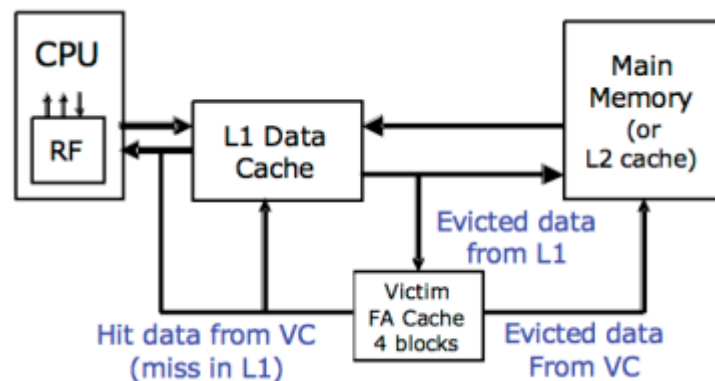 CPU
RF
L1 Data
Cache
Main
Memory
(or
L2 cache)
Evicted data
from L1
Victim
FA Cache
4 blocks
Hit data from VC
(miss in L1)
Evicted data
From VC